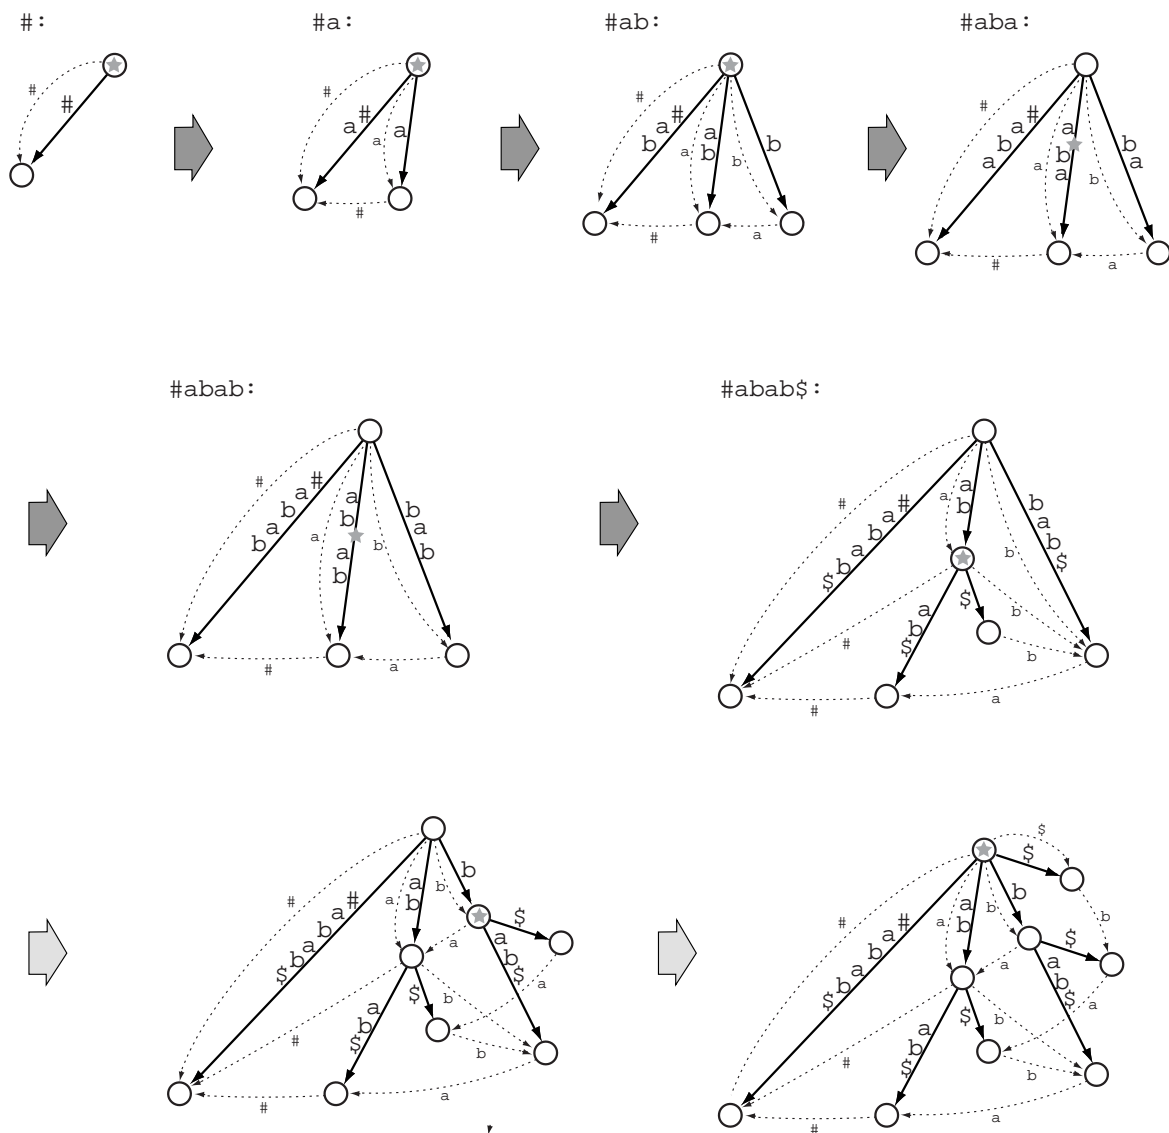 #: #a: #ab: #aba:
# #
# a # a a #
# b a # a a b b b # a
# a b a # a a b a b b a # a
#abab: #abab$:
# b a b a # a a b a b b b a b # a
# $ b a b a # a a b b b a b $ # $ b a b $ b b # a
# $ b a b a # a a b b b $ a a b $ # $ a b $ b a b # a
$ $ # $ b a b a # a a b b b b $ a a b $ # $ a b $ b a b # a